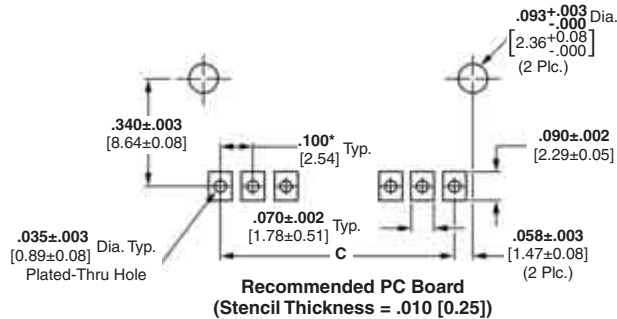 .093+.003 -.000 Dia.
[2.36+0.08 -.000]
(2 Plc.)
.340±.003
[8.64±0.08]
.100*
[2.54] Typ.
.090±.002
[2.29±0.05]
.035±.003
[0.89±0.08] Dia. Typ.
Plated-Thru Hole
.070±.002
[1.78±0.51] Typ.
C
.058±.003
[1.47±0.08]
(2 Plc.)
Recommended PC Board
(Stencil Thickness = .010 [0.25])